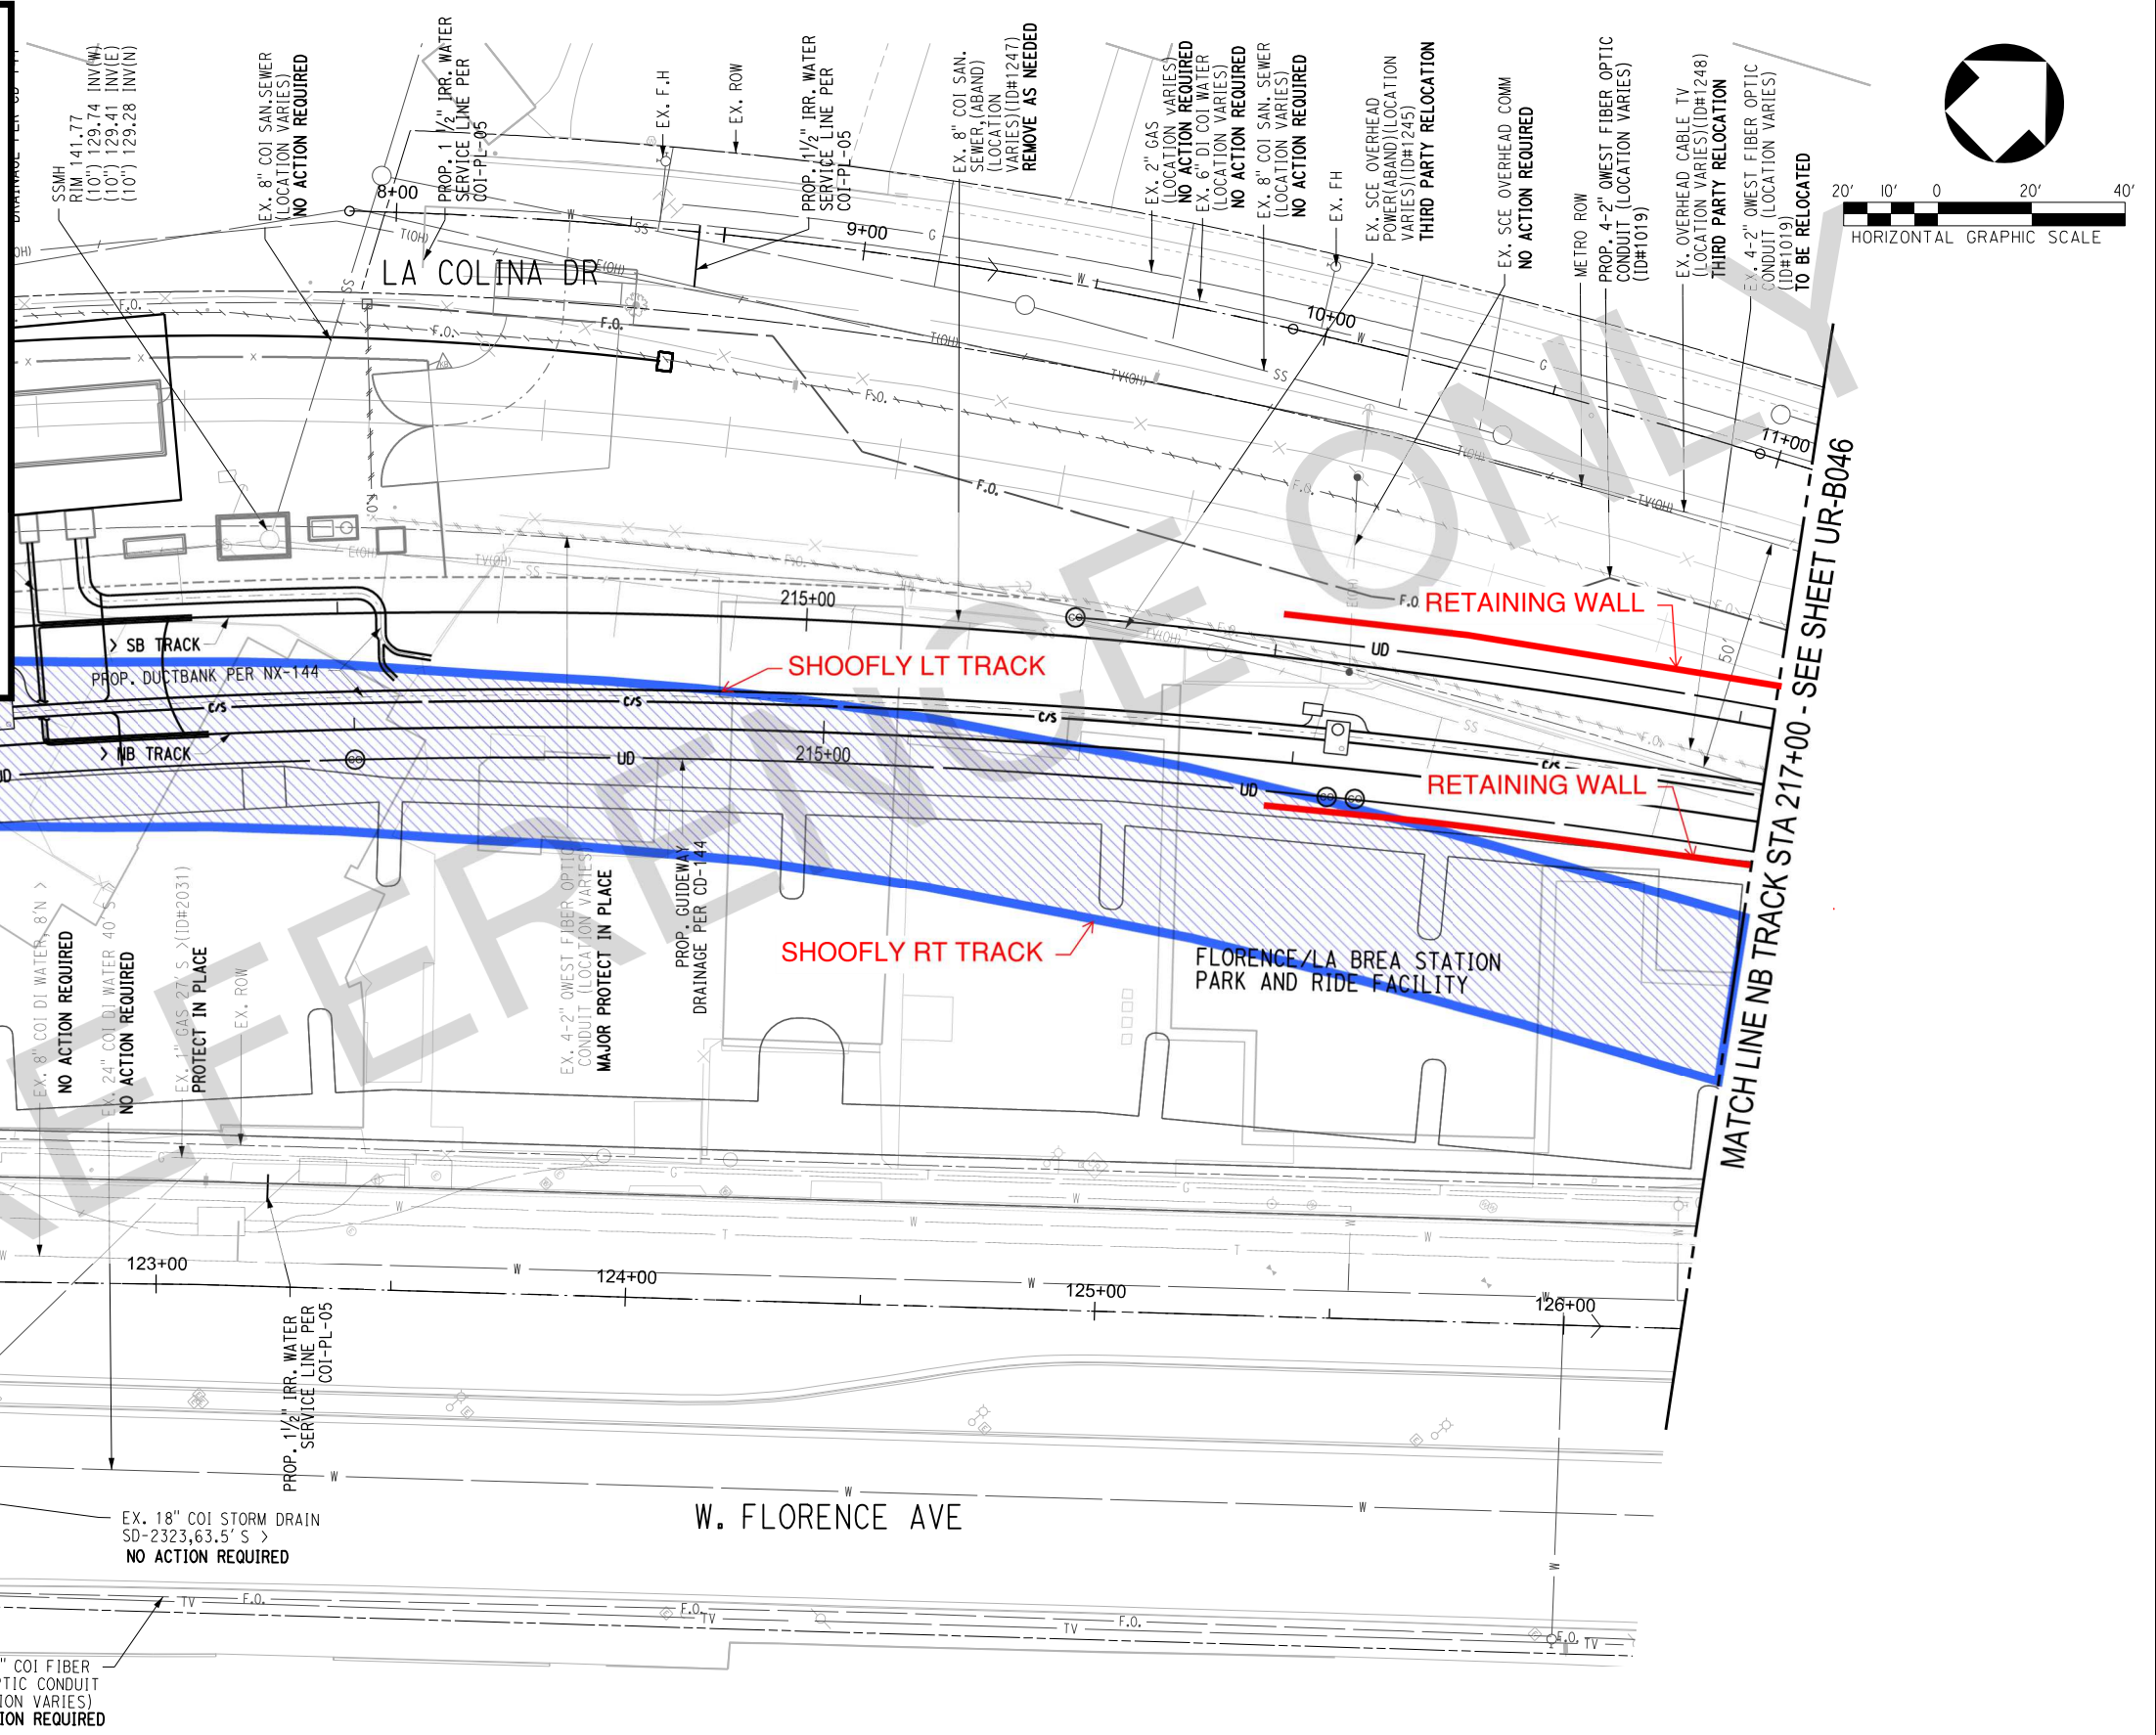 SSMH
RIM 141.77
(10") 129.74 INV(W)
(10") 129.41 INV(E)
(10") 129.28 INV(N)
EX. 8" COI SAN.SEWER
(LOCATION VARIES)
NO ACTION REQUIRED
PROP. 1 1/2" IRR. WATER
SERVICE LINE PER
COI-PL-05
EX. F.H
EX. ROW
PROP. 1 1/2" IRR. WATER
SERVICE LINE PER
COI-PL-05
EX. 8" COI SAN.
SEWER,(ABAND)
(LOCATION
VARIES)(ID#1247)
REMOVE AS NEEDED
EX. 2" GAS
(LOCATION VARIES)
NO ACTION REQUIRED
EX. 6" DI COI WATER
(LOCATION VARIES)
NO ACTION REQUIRED
EX. 8" COI SAN. SEWER
(LOCATION VARIES)
NO ACTION REQUIRED
EX. FH
EX. SCE OVERHEAD
POWER(ABAND)(LOCATION
VARIES)(ID#1245)
THIRD PARTY RELOCATION
EX. SCE OVERHEAD COMM
NO ACTION REQUIRED
METRO ROW
PROP. 4-2" QWEST FIBER OPTIC
CONDUIT (LOCATION VARIES)
(ID#1019)
EX. OVERHEAD CABLE TV
(LOCATION VARIES)(ID#1248)
THIRD PARTY RELOCATION
EX. 4-2" QWEST FIBER OPTIC
CONDUIT (LOCATION VARIES)
(ID#1019)
TO BE RELOCATED
20' 10' 0 20' 40'
HORIZONTAL GRAPHIC SCALE
8+00
9+00
10+00
11+00
LA COLINA DR
215+00
> SB TRACK
PROP. DUCTBANK PER NX-144
> NB TRACK
215+00
SHOOFLY LT TRACK
RETAINING WALL
RETAINING WALL
50'
SHOOFLY RT TRACK
FLORENCE/LA BREA STATION
PARK AND RIDE FACILITY
MATCH LINE NB TRACK STA 217+00 - SEE SHEET UR-B046
EX. 8" COI DI WATER, 8'N >
NO ACTION REQUIRED
EX. 24" COI DI WATER 40'S >
NO ACTION REQUIRED
EX. 1" GAS 27'S >(ID#2031)
PROTECT IN PLACE
EX. ROW
EX. 4-2" QWEST FIBER OPTIC
CONDUIT (LOCATION VARIES)
MAJOR PROTECT IN PLACE
PROP. GUIDEWAY
DRAINAGE PER CD-144
REFERENCE ONLY
123+00
124+00
125+00
126+00
PROP. 1 1/2" IRR. WATER
SERVICE LINE PER
COI-PL-05
EX. 18" COI STORM DRAIN
SD-2323,63.5' S >
NO ACTION REQUIRED
W. FLORENCE AVE
" COI FIBER
TIC CONDUIT
ION VARIES)
ION REQUIRED